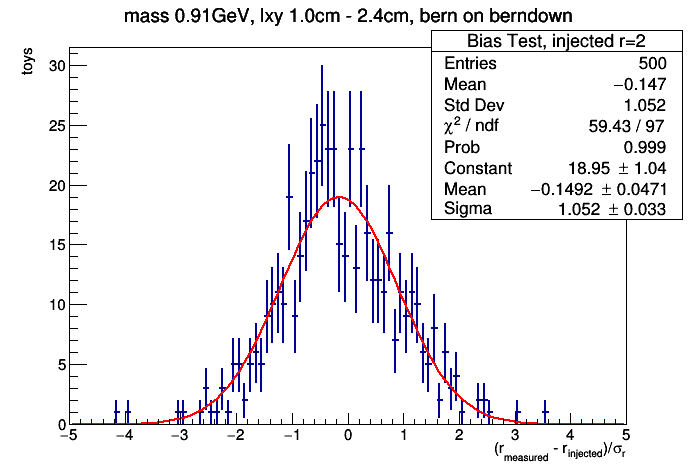 mass 0.91GeV, lxy 1.0cm - 2.4cm, bern on berndown
Bias Test, injected r=2
Entries 500
Mean −0.147
Std Dev 1.052
χ² / ndf 59.43 / 97
Prob 0.999
Constant 18.95 ± 1.04
Mean −0.1492 ± 0.0471
Sigma 1.052 ± 0.033
toys
30
25
20
15
10
5
0
−5 −4 −3 −2 −1 0 1 2 3 4 5
(r_measured - r_injected)/σ_r